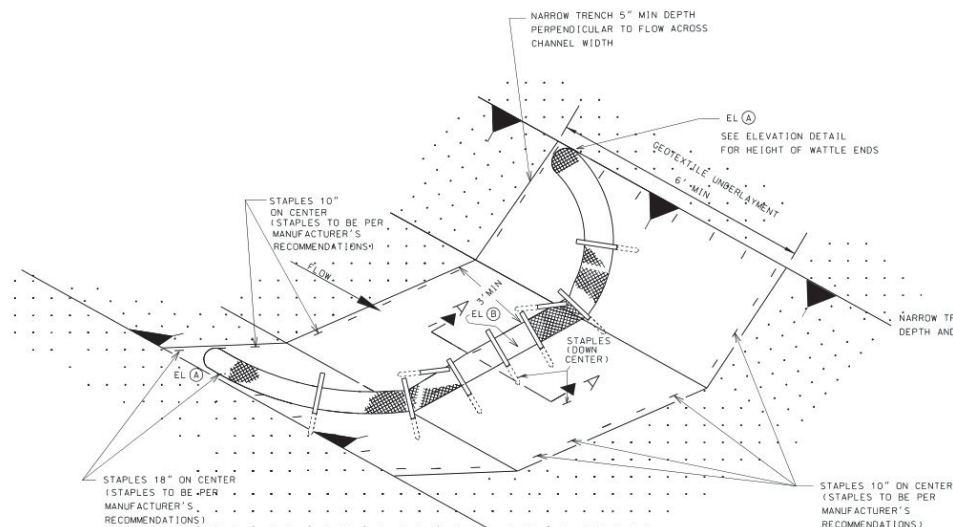 NARROW TRENCH 5" MIN DEPTH
PERPENDICULAR TO FLOW ACROSS
CHANNEL WIDTH
EL A
SEE ELEVATION DETAIL
FOR HEIGHT OF WATTLE ENDS
GEOTEXTILE UNDERLAYMENT
6' MIN
STAPLES 10"
ON CENTER
(STAPLES TO BE PER
MANUFACTURER'S
RECOMMENDATIONS)
FLOW
3' MIN
A
EL B
STAPLES
(DOWN
CENTER)
A
NARROW TR
DEPTH AND
EL A
STAPLES 18" ON CENTER
(STAPLES TO BE PER
MANUFACTURER'S
RECOMMENDATIONS)
STAPLES 10" ON CENTER
(STAPLES TO BE PER
MANUFACTURER'S
RECOMMENDATIONS)